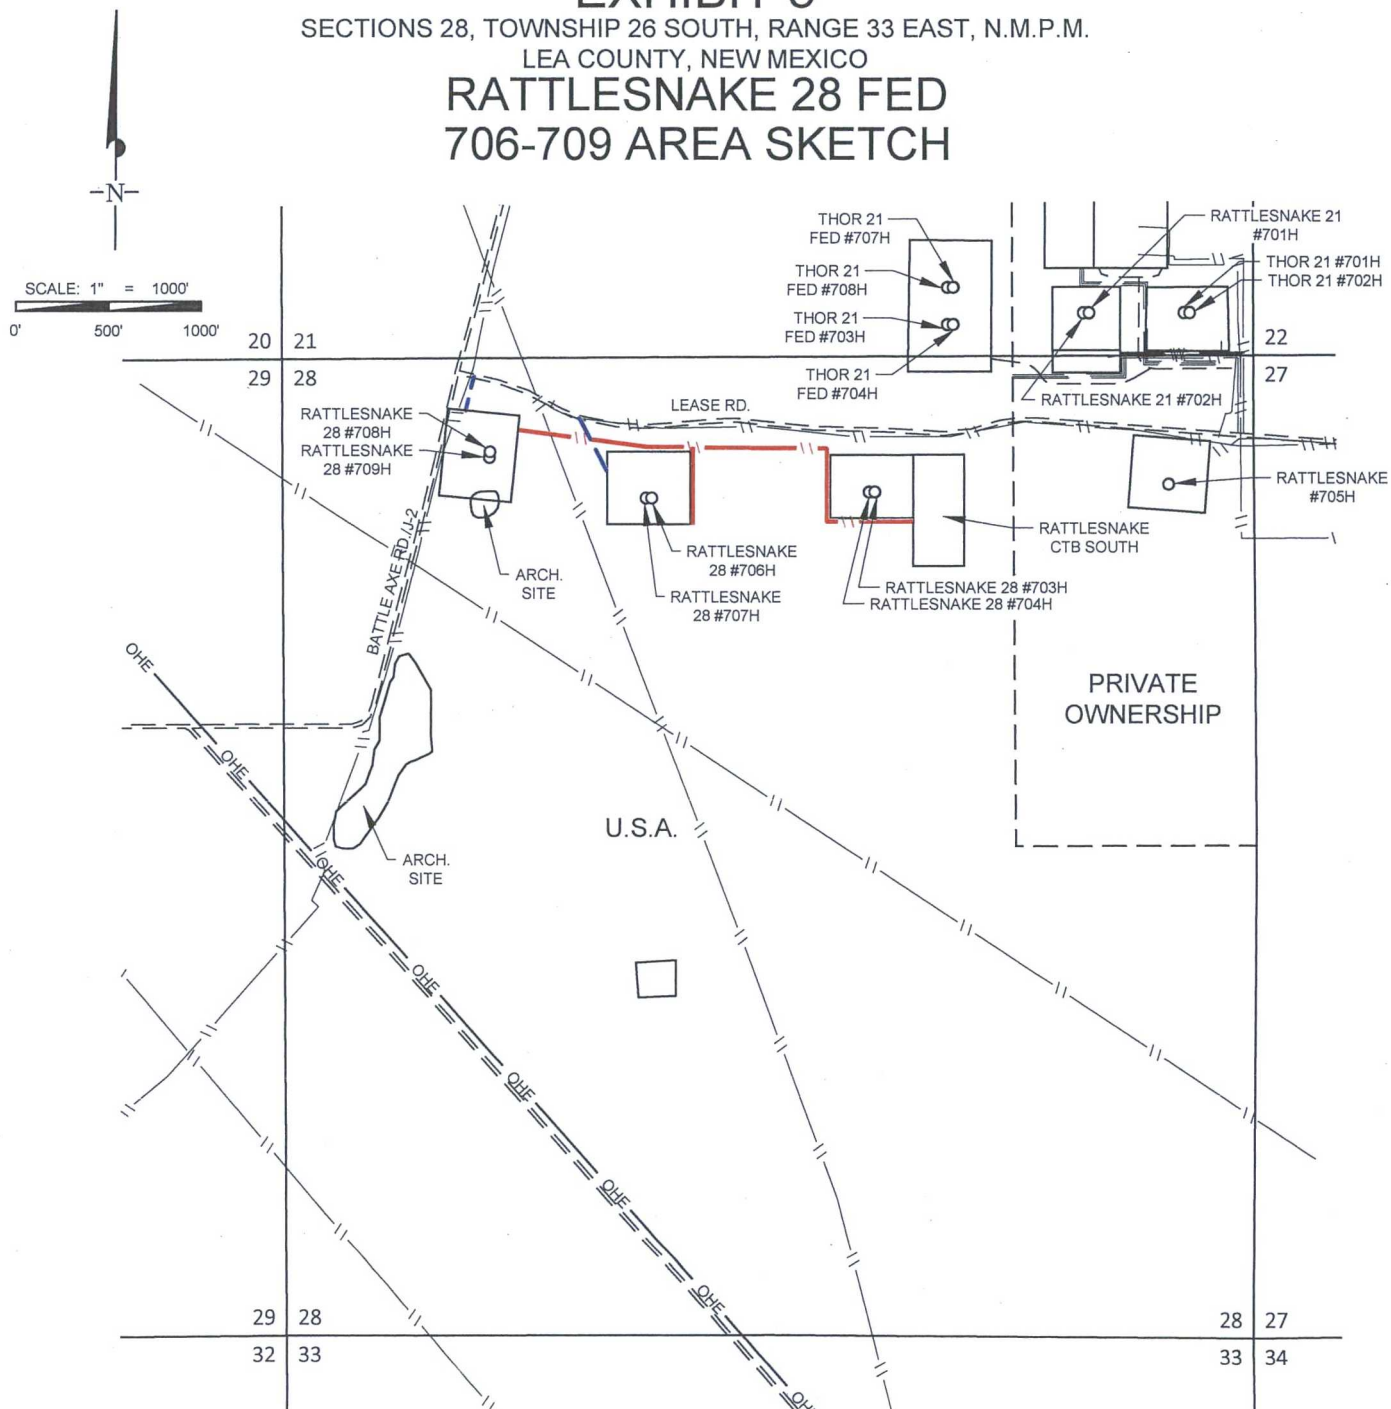 SECTIONS 28, TOWNSHIP 26 SOUTH, RANGE 33 EAST, N.M.P.M.
LEA COUNTY, NEW MEXICO
RATTLESNAKE 28 FED
706-709 AREA SKETCH
N
SCALE: 1" = 1000'
0' 500' 1000'
THOR 21
FED #707H
THOR 21
FED #708H
THOR 21
FED #703H
THOR 21
FED #704H
RATTLESNAKE 21
#701H
THOR 21 #701H
THOR 21 #702H
20 21
29 28
22
27
RATTLESNAKE 21 #702H
LEASE RD.
RATTLESNAKE
28 #708H
RATTLESNAKE
28 #709H
RATTLESNAKE
#705H
RATTLESNAKE
CTB SOUTH
RATTLESNAKE
28 #706H
RATTLESNAKE
28 #707H
RATTLESNAKE 28 #703H
RATTLESNAKE 28 #704H
ARCH.
SITE
BATTLE AXE RD./J-2
OHE
PRIVATE
OWNERSHIP
OHE
U.S.A.
ARCH.
SITE
OHE
OHE
OHE
OHE
OHE
29 28
32 33
28 27
33 34